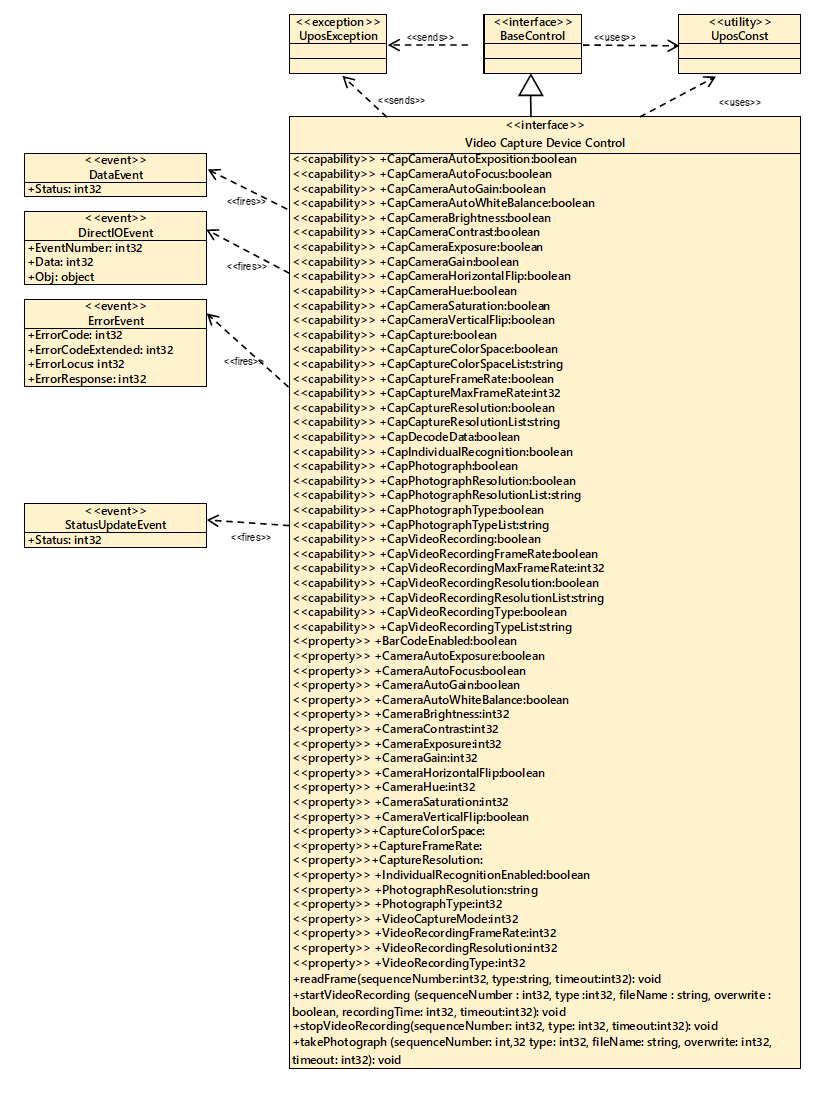 <<exception>>
UposException
<<sends>>
<<interface>>
BaseControl
<<uses>>
<<utility>>
UposConst
<<sends>>
<<uses>>
<<event>>
DataEvent
+Status: int32
<<fires>>
<<event>>
DirectIOEvent
+EventNumber: int32
+Data: int32
+Obj: object
<<fires>>
<<event>>
ErrorEvent
+ErrorCode: int32
+ErrorCodeExtended: int32
+ErrorLocus: int32
+ErrorResponse: int32
<<fires>>
<<event>>
StatusUpdateEvent
+Status: int32
<<fires>>
<<interface>>
Video Capture Device Control
<<capability>> +CapCameraAutoExposition:boolean
<<capability>> +CapCameraAutoFocus:boolean
<<capability>> +CapCameraAutoGain:boolean
<<capability>> +CapCameraAutoWhiteBalance:boolean
<<capability>> +CapCameraBrightness:boolean
<<capability>> +CapCameraContrast:boolean
<<capability>> +CapCameraExposure:boolean
<<capability>> +CapCameraGain:boolean
<<capability>> +CapCameraHorizontalFlip:boolean
<<capability>> +CapCameraHue:boolean
<<capability>> +CapCameraSaturation:boolean
<<capability>> +CapCameraVerticalFlip:boolean
<<capability>> +CapCapture:boolean
<<capability>> +CapCaptureColorSpace:boolean
<<capability>> +CapCaptureColorSpaceList:string
<<capability>> +CapCaptureFrameRate:boolean
<<capability>> +CapCaptureMaxFrameRate:int32
<<capability>> +CapCaptureResolution:boolean
<<capability>> +CapCaptureResolutionList:string
<<capability>> +CapDecodeData:boolean
<<capability>> +CapIndividualRecognition:boolean
<<capability>> +CapPhotograph:boolean
<<capability>> +CapPhotographResolution:boolean
<<capability>> +CapPhotographResolutionList:string
<<capability>> +CapPhotographType:boolean
<<capability>> +CapPhotographTypeList:string
<<capability>> +CapVideoRecording:boolean
<<capability>> +CapVideoRecordingFrameRate:boolean
<<capability>> +CapVideoRecordingMaxFrameRate:int32
<<capability>> +CapVideoRecordingResolution:boolean
<<capability>> +CapVideoRecordingResolutionList:string
<<capability>> +CapVideoRecordingType:boolean
<<capability>> +CapVideoRecordingTypeList:string
<<property>> +BarCodeEnabled:boolean
<<property>> +CameraAutoExposure:boolean
<<property>> +CameraAutoFocus:boolean
<<property>> +CameraAutoGain:boolean
<<property>> +CameraAutoWhiteBalance:boolean
<<property>> +CameraBrightness:int32
<<property>> +CameraContrast:int32
<<property>> +CameraExposure:int32
<<property>> +CameraGain:int32
<<property>> +CameraHorizontalFlip:boolean
<<property>> +CameraHue:int32
<<property>> +CameraSaturation:int32
<<property>> +CameraVerticalFlip:boolean
<<property>>+CaptureColorSpace:
<<property>>+CaptureFrameRate:
<<property>>+CaptureResolution:
<<property>> +IndividualRecognitionEnabled:boolean
<<property>> +PhotographResolution:string
<<property>> +PhotographType:int32
<<property>> +VideoCaptureMode:int32
<<property>> +VideoRecordingFrameRate:int32
<<property>> +VideoRecordingResolution:int32
<<property>> +VideoRecordingType:int32
+readFrame(sequenceNumber:int32, type:string, timeout:int32): void
+startVideoRecording (sequenceNumber : int32, type :int32, fileName : string, overwrite :
boolean, recordingTime: int32, timeout:int32): void
+stopVideoRecording(sequenceNumber: int32, type: int32, timeout:int32): void
+takePhotograph (sequenceNumber: int,32 type: int32, fileName: string, overwrite: int32,
timeout: int32): void